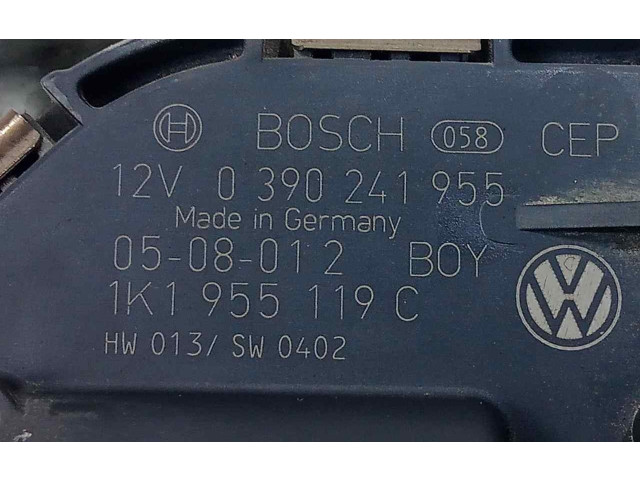 BOSCH 058 CEP
12V 0 390 241 955
Made in Germany
05-08-01 2 BOY
1K1 955 119 C
HW 013/ SW 0402